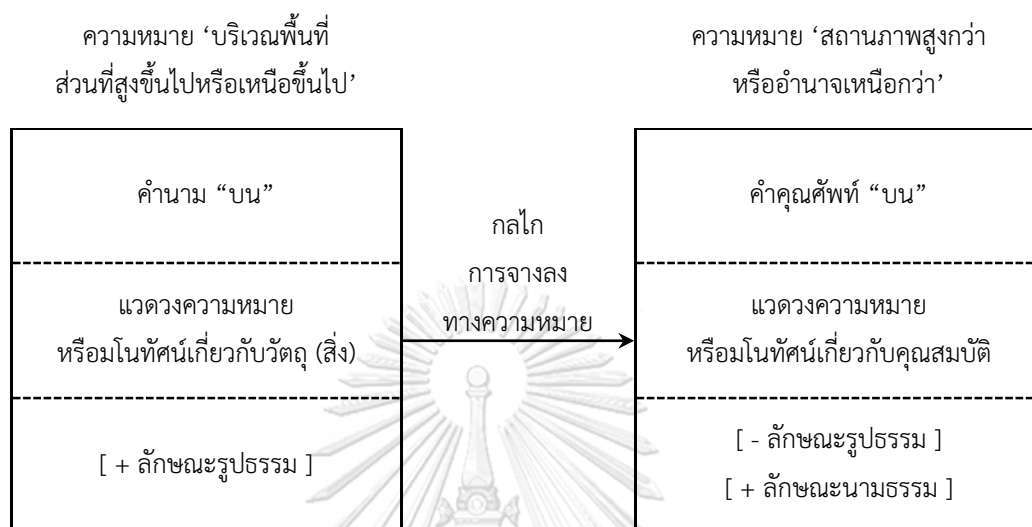 ความหมาย ‘บริเวณพื้นที่
ส่วนที่สูงขึ้นไปหรือเหนือขึ้นไป’
คำนาม “บน”
แวดวงความหมาย
หรือมโนทัศน์เกี่ยวกับวัตถุ (สิ่ง)
[ + ลักษณะรูปธรรม ]
กลไก
การจางลง
ทางความหมาย
ความหมาย ‘สถานภาพสูงกว่า
หรืออำนาจเหนือกว่า’
คำคุณศัพท์ “บน”
แวดวงความหมาย
หรือมโนทัศน์เกี่ยวกับคุณสมบัติ
[ - ลักษณะรูปธรรม ]
[ + ลักษณะนามธรรม ]